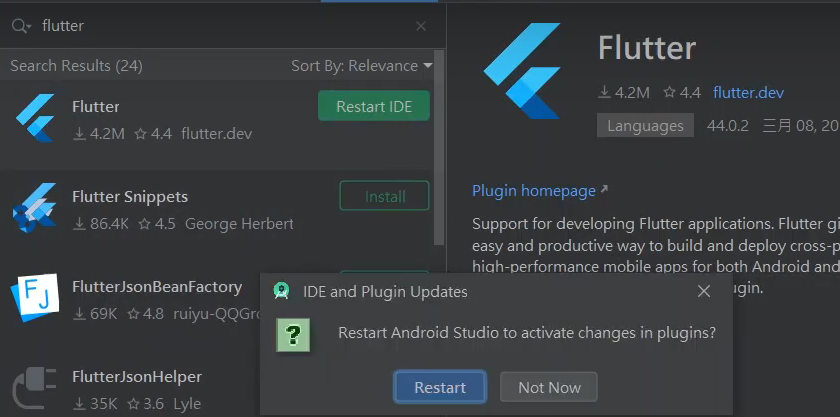 flutter
Search Results (24)
Sort By: Relevance
Flutter
Restart IDE
4.2M 4.4 flutter.dev
Flutter Snippets
Install
86.4K 4.5 George Herbert
FlutterJsonBeanFactory
69K 4.8 ruiyu-QQGro
FlutterJsonHelper
35K 3.6 Lyle
Flutter
4.2M 4.4 flutter.dev
Languages 44.0.2 三月 08, 20
Plugin homepage
Support for developing Flutter applications. Flutter gi
easy and productive way to build and deploy cross-p
high-performance mobile apps for both Android and
ugin.
IDE and Plugin Updates
Restart Android Studio to activate changes in plugins?
Restart
Not Now
FJ